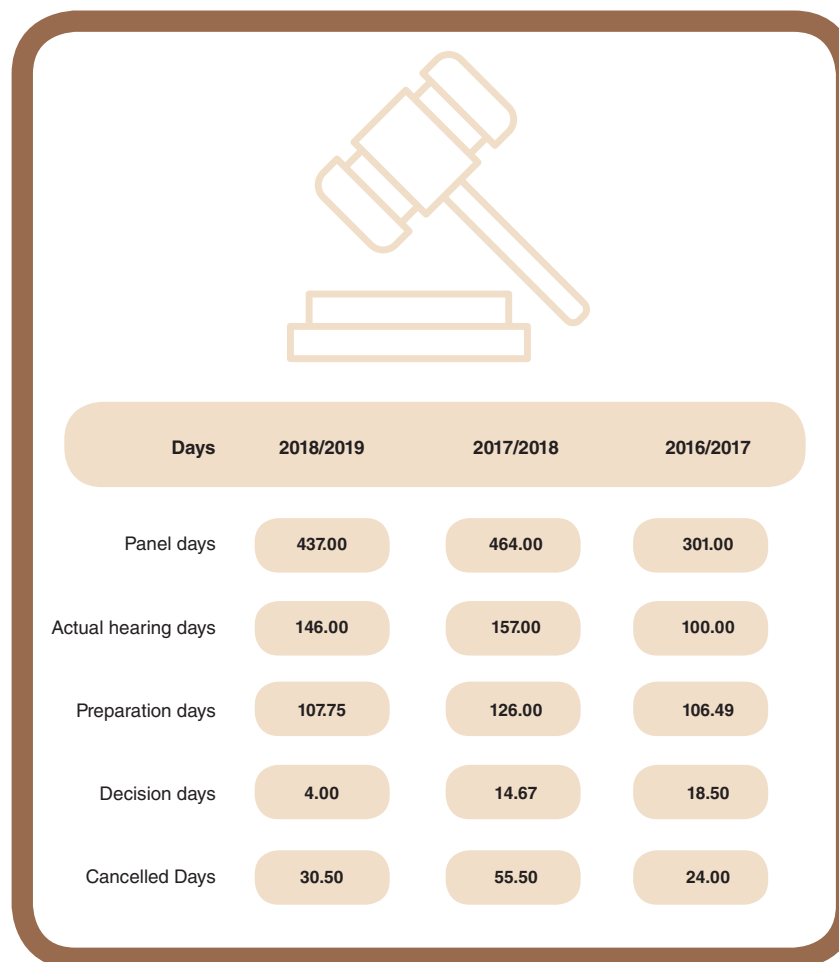 Days 2018/2019 2017/2018 2016/2017
Panel days 437.00 464.00 301.00
Actual hearing days 146.00 157.00 100.00
Preparation days 107.75 126.00 106.49
Decision days 4.00 14.67 18.50
Cancelled Days 30.50 55.50 24.00